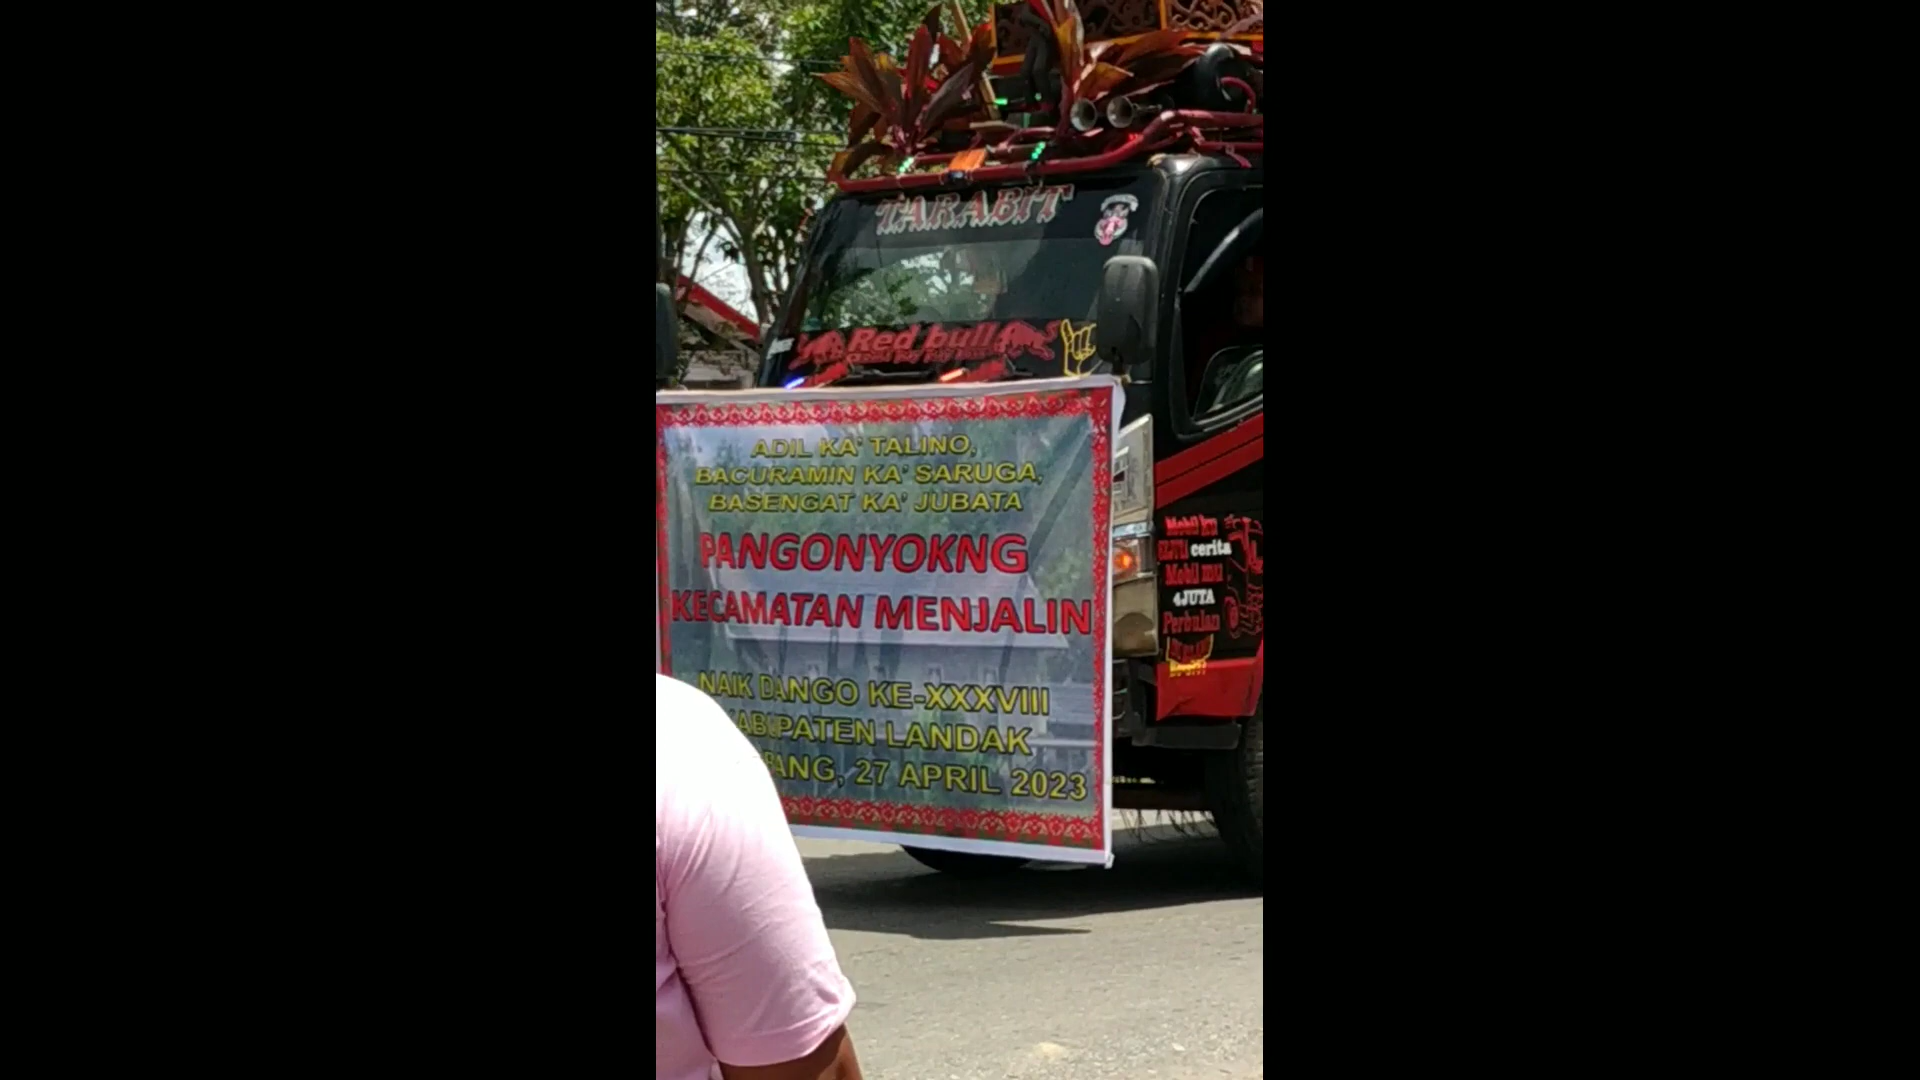 TARABIT
Red bull
ADIL KA' TALINO,
BACURAMIN KA' SARUGA,
BASENGAT KA' JUBATA
PANGONYOKNG
KECAMATAN MENJALIN
NAIK DANGO KE-XXXVIII
KABUPATEN LANDAK
27 APRIL 2023
Mobil ku
cerita
Mobil mu
4JUTA
Perbulan